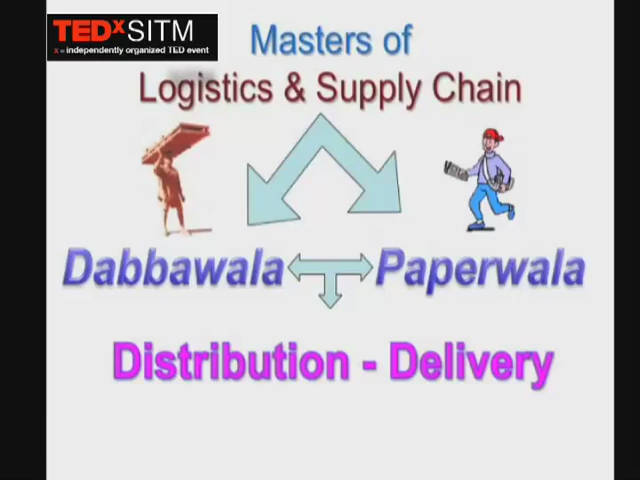 TEDxSITM
x = independently organized TED event
Masters of
Logistics & Supply Chain
Dabbawala
Paperwala
Distribution - Delivery